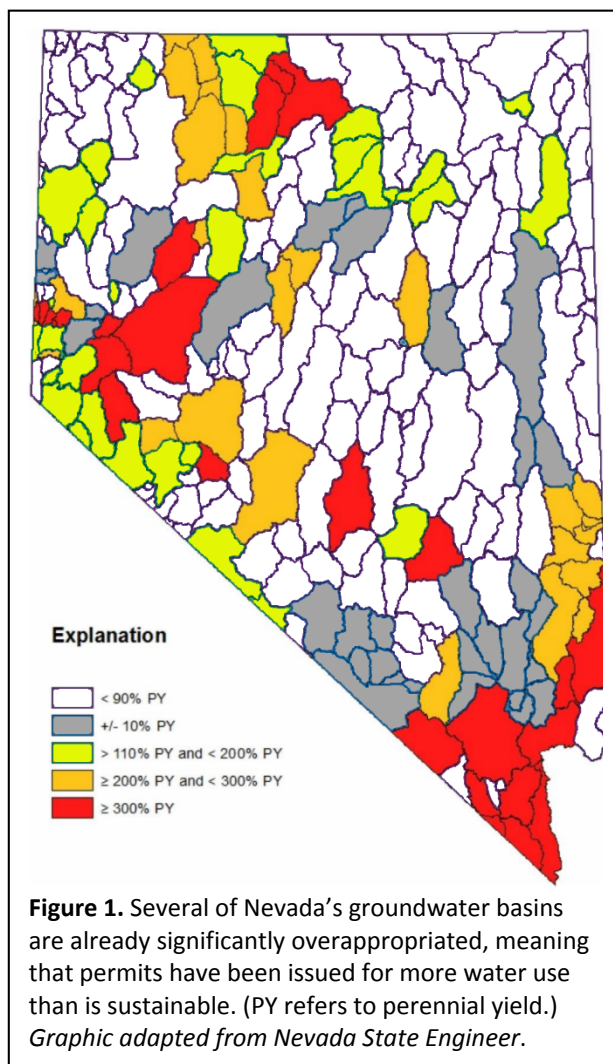 Explanation
< 90% PY
+/- 10% PY
> 110% PY and < 200% PY
≥ 200% PY and < 300% PY
≥ 300% PY
Figure 1. Several of Nevada’s groundwater basins
are already significantly overappropriated, meaning
that permits have been issued for more water use
than is sustainable. (PY refers to perennial yield.)
Graphic adapted from Nevada State Engineer.